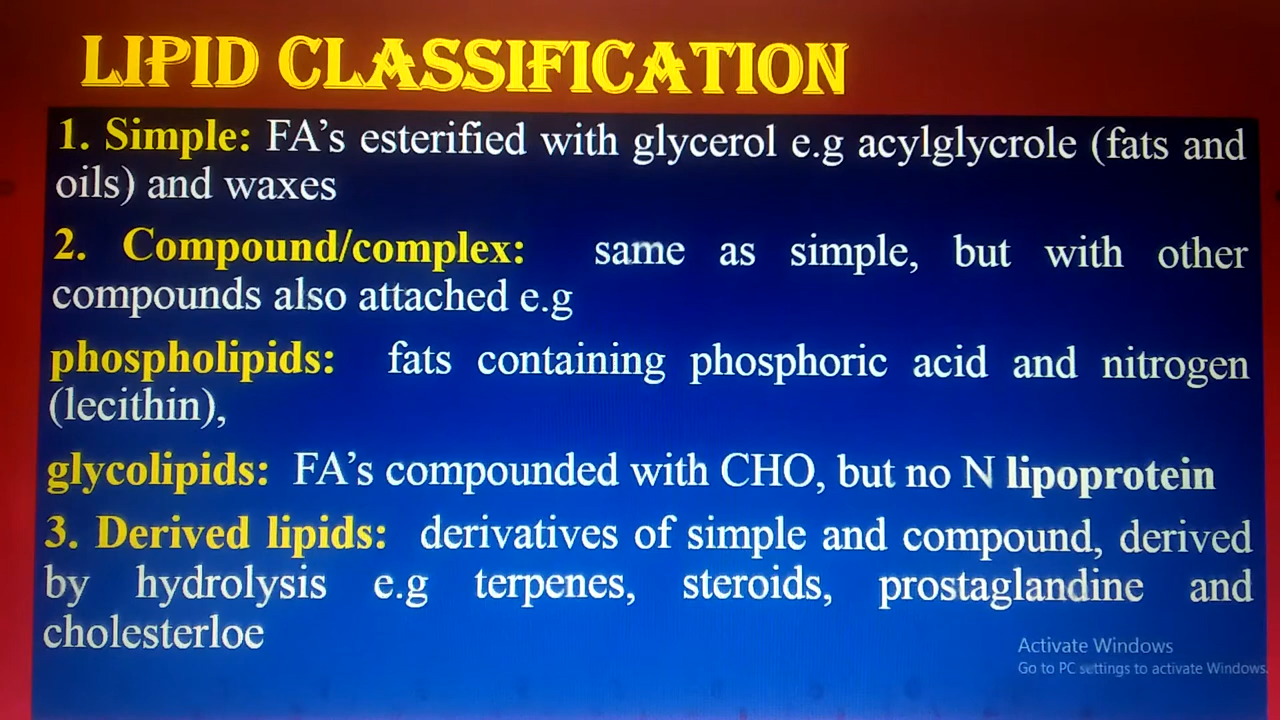 LIPID CLASSIFICATION
1. Simple: FA’s esterified with glycerol e.g acylglycrole (fats and
oils) and waxes
2. Compound/complex: same as simple, but with other
compounds also attached e.g
phospholipids: fats containing phosphoric acid and nitrogen
(lecithin),
glycolipids: FA’s compounded with CHO, but no N lipoprotein
3. Derived lipids: derivatives of simple and compound, derived
by hydrolysis e.g terpenes, steroids, prostaglandine and
cholesterloe
Activate Windows
Go to PC settings to activate Windows.